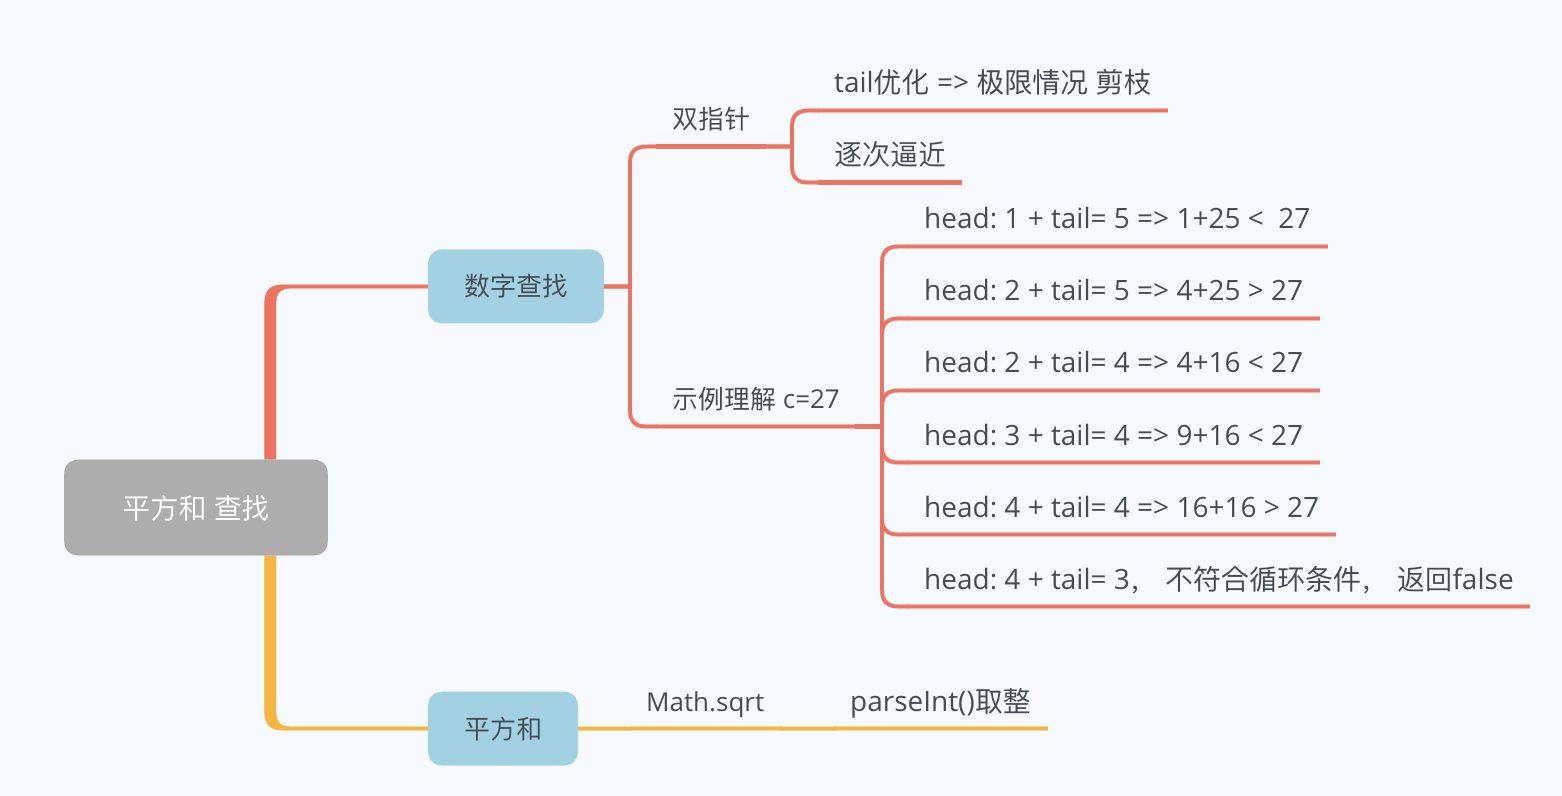 平方和 查找
数字查找
双指针
tail优化 => 极限情况 剪枝
逐次逼近
示例理解 c=27
head: 1 + tail= 5 => 1+25 <  27
head: 2 + tail= 5 => 4+25 > 27
head: 2 + tail= 4 => 4+16 < 27
head: 3 + tail= 4 => 9+16 < 27
head: 4 + tail= 4 => 16+16 > 27
head: 4 + tail= 3， 不符合循环条件， 返回false
平方和
Math.sqrt
parseInt()取整